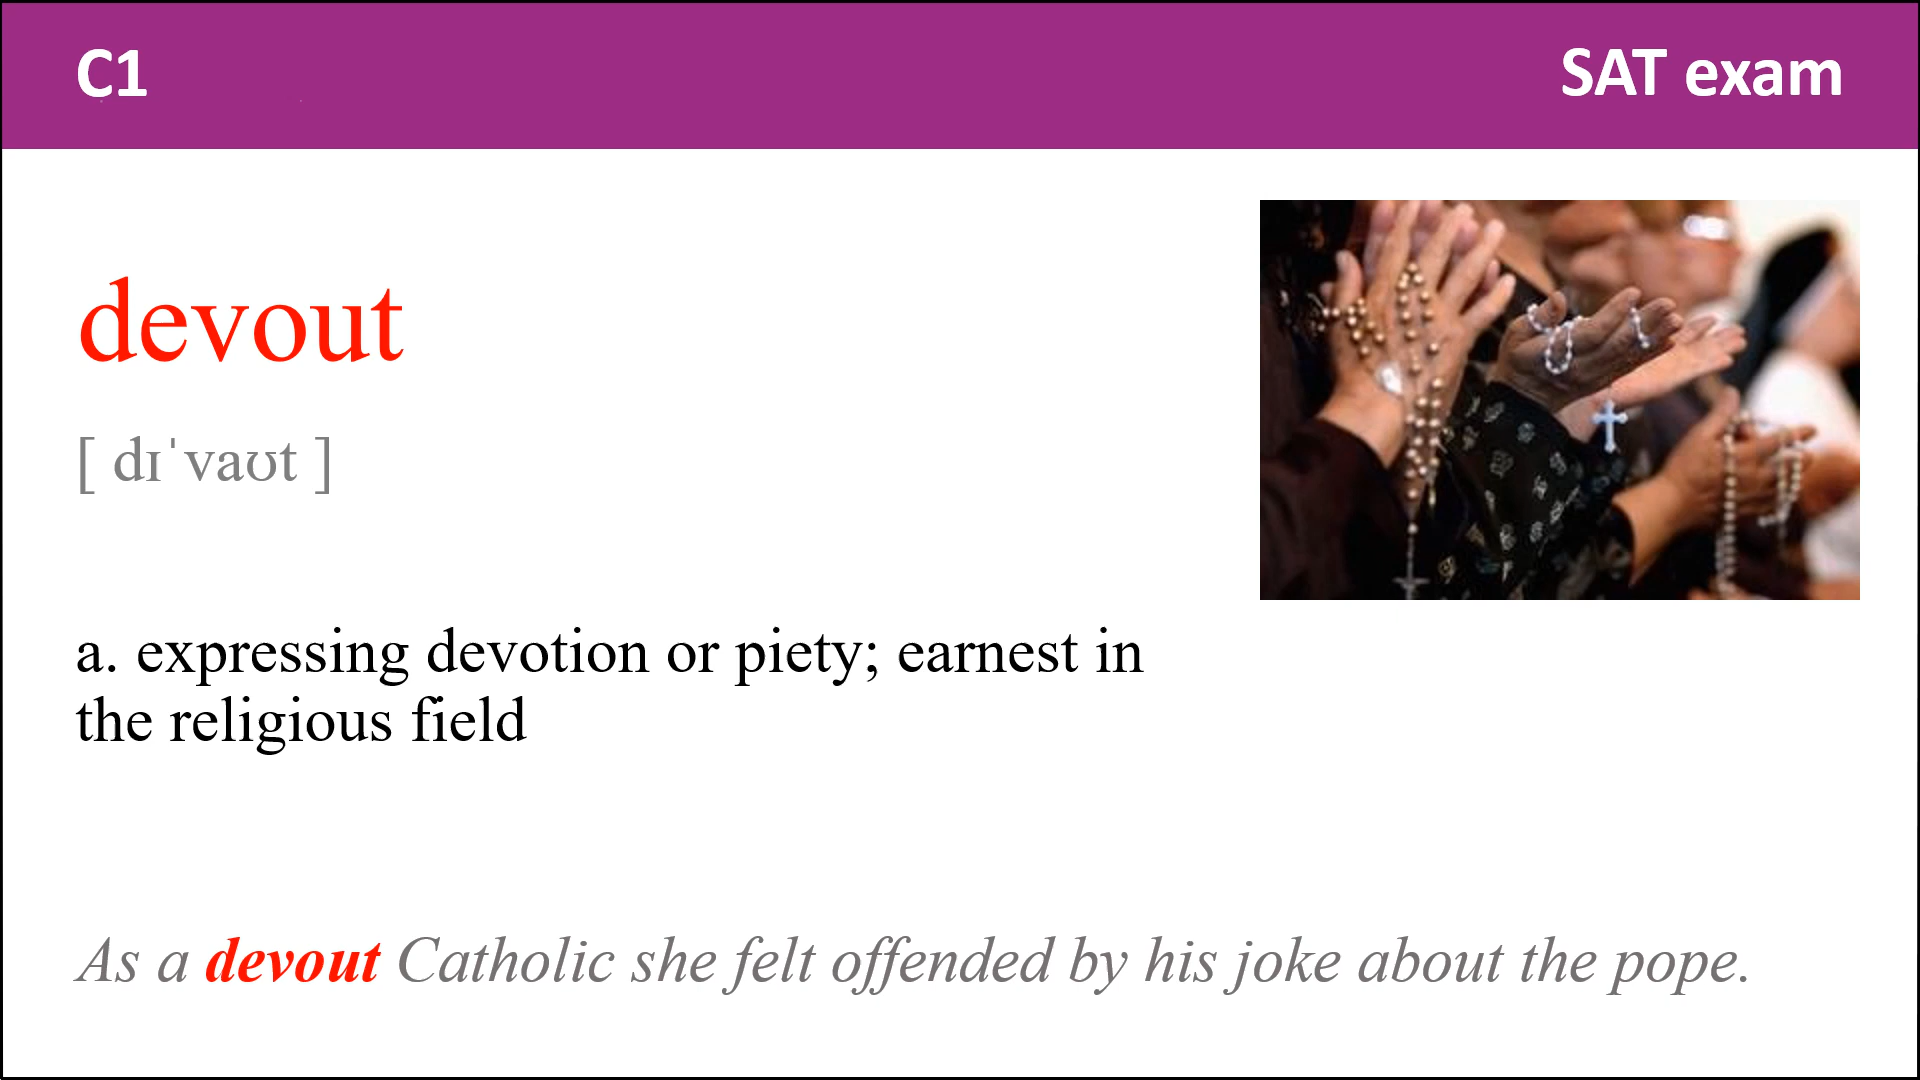 C1
SAT exam
devout
[ dɪˈvaʊt ]
a. expressing devotion or piety; earnest in
the religious field
As a devout Catholic she felt offended by his joke about the pope.